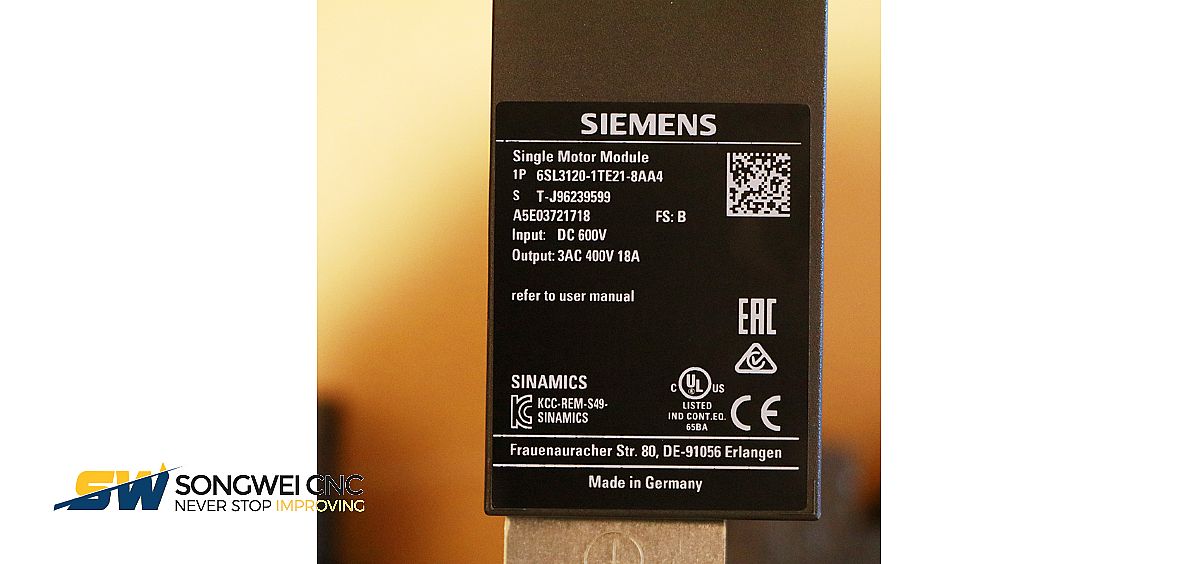 SIEMENS
Single Motor Module
1P 6SL3120-1TE21-8AA4
S T-J96239599
A5E03721718 FS: B
Input: DC 600V
Output: 3AC 400V 18A
refer to user manual
EAC
SINAMICS
KCC-REM-S49-
SINAMICS
C UL US
LISTED
IND CONT.EQ.
65BA
CE
Frauenauracher Str. 80, DE-91056 Erlangen
Made in Germany
SW SONGWEI CNC
NEVER STOP IMPROVING